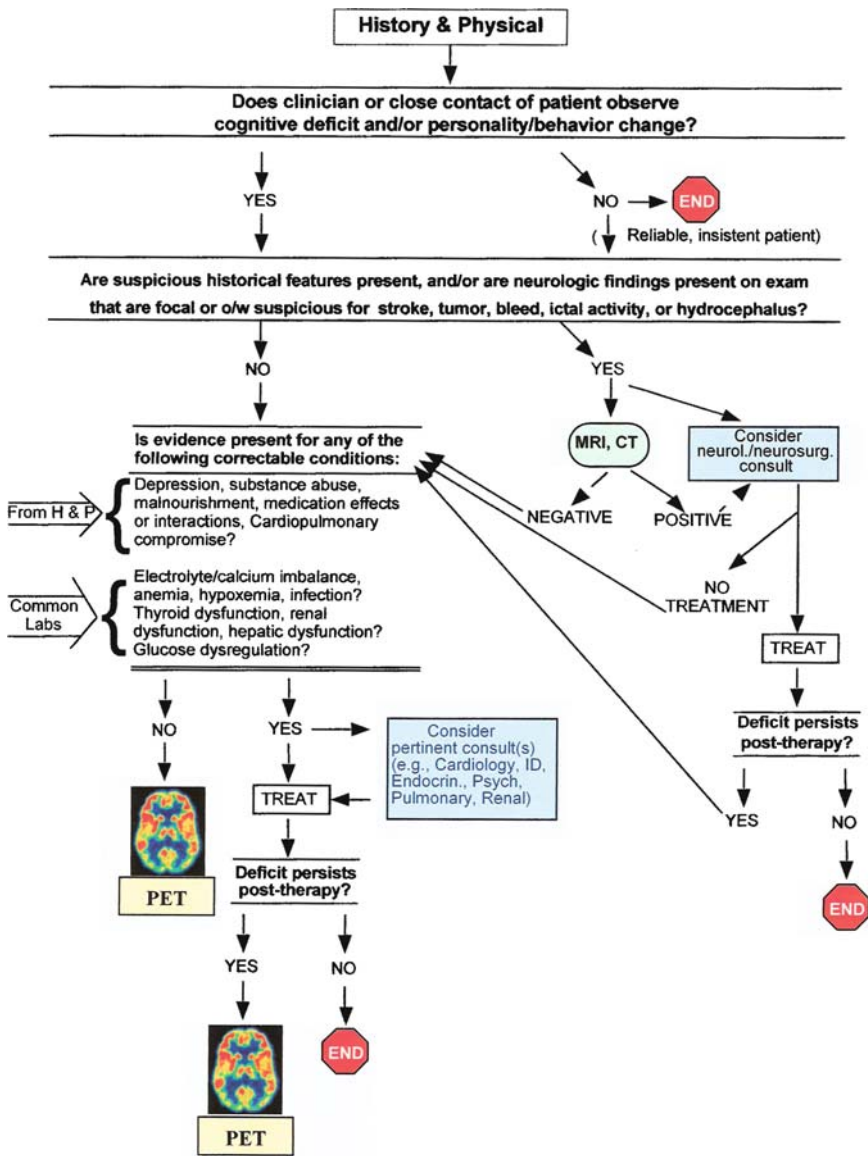 History & Physical
Does clinician or close contact of patient observe
cognitive deficit and/or personality/behavior change?
YES
NO
END
( Reliable, insistent patient)
Are suspicious historical features present, and/or are neurologic findings present on exam
that are focal or o/w suspicious for stroke, tumor, bleed, ictal activity, or hydrocephalus?
NO
YES
Is evidence present for any of the
following correctable conditions:
MRI, CT
Consider
neurol./neurosurg.
consult
From H & P
{
Depression, substance abuse,
malnourishment, medication effects
or interactions, Cardiopulmonary
compromise?
NEGATIVE
POSITIVE
NO
TREATMENT
Common
Labs
{
Electrolyte/calcium imbalance,
anemia, hypoxemia, infection?
Thyroid dysfunction, renal
dysfunction, hepatic dysfunction?
Glucose dysregulation?
TREAT
Deficit persists
post-therapy?
YES
NO
END
NO
YES
Consider
pertinent consult(s)
(e.g., Cardiology, ID,
Endocrin., Psych,
Pulmonary, Renal)
TREAT
PET
Deficit persists
post-therapy?
YES
NO
END
PET